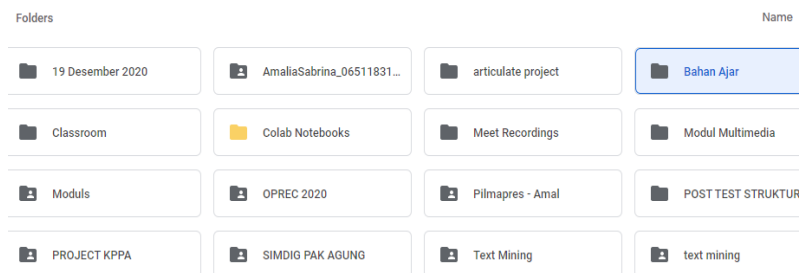 Folders
Name
19 Desember 2020
AmaliaSabrina_06511831...
articulate project
Bahan Ajar
Classroom
Colab Notebooks
Meet Recordings
Modul Multimedia
Moduls
OPREC 2020
Pilmapres - Amal
POST TEST STRUKTUR
PROJECT KPPA
SIMDIG PAK AGUNG
Text Mining
text mining